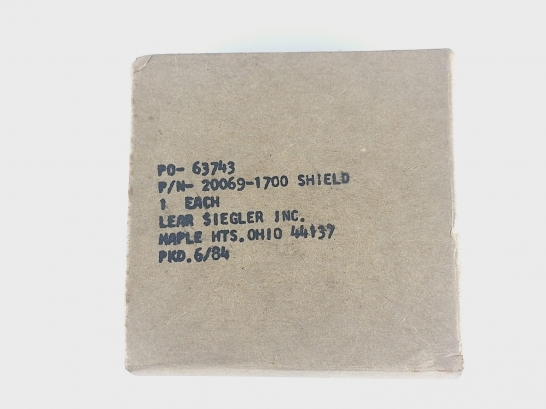 PO- 63743
P/N- 20069-1700 SHIELD
1 EACH
LEAR SIEGLER INC.
MAPLE HTS.OHIO 44137
PKD.6/84